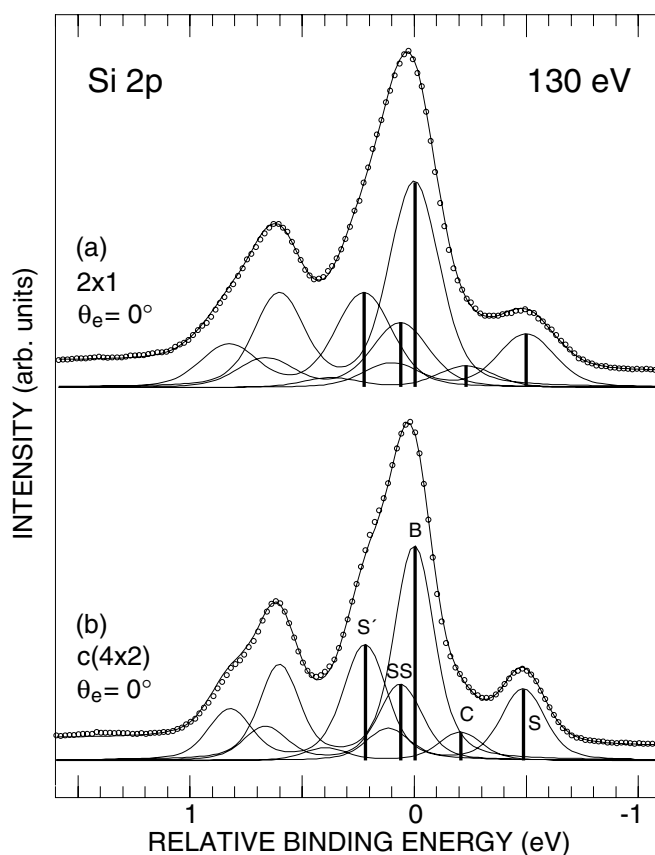 Si 2p
130 eV
(a)
2x1
θe = 0°
INTENSITY (arb. units)
B
(b)
c(4x2)
θe = 0°
S´
SS
C
S
1
0
-1
RELATIVE BINDING ENERGY (eV)